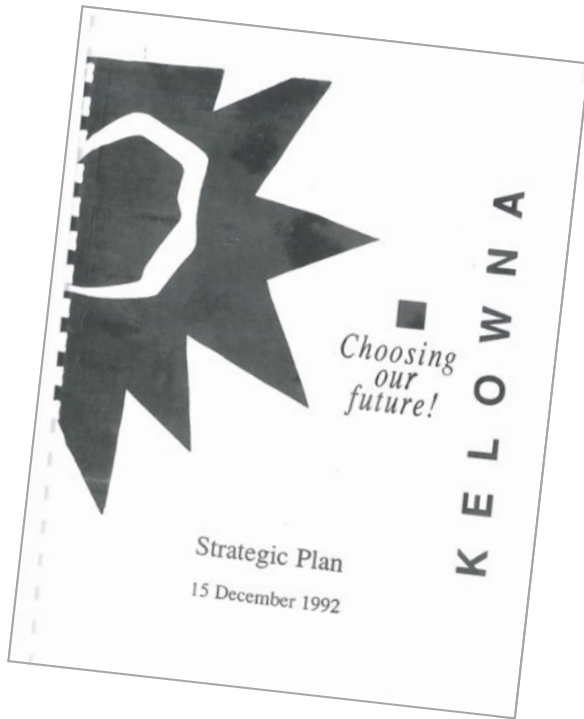 KELOWNA
Choosing
our
future!
Strategic Plan
15 December 1992